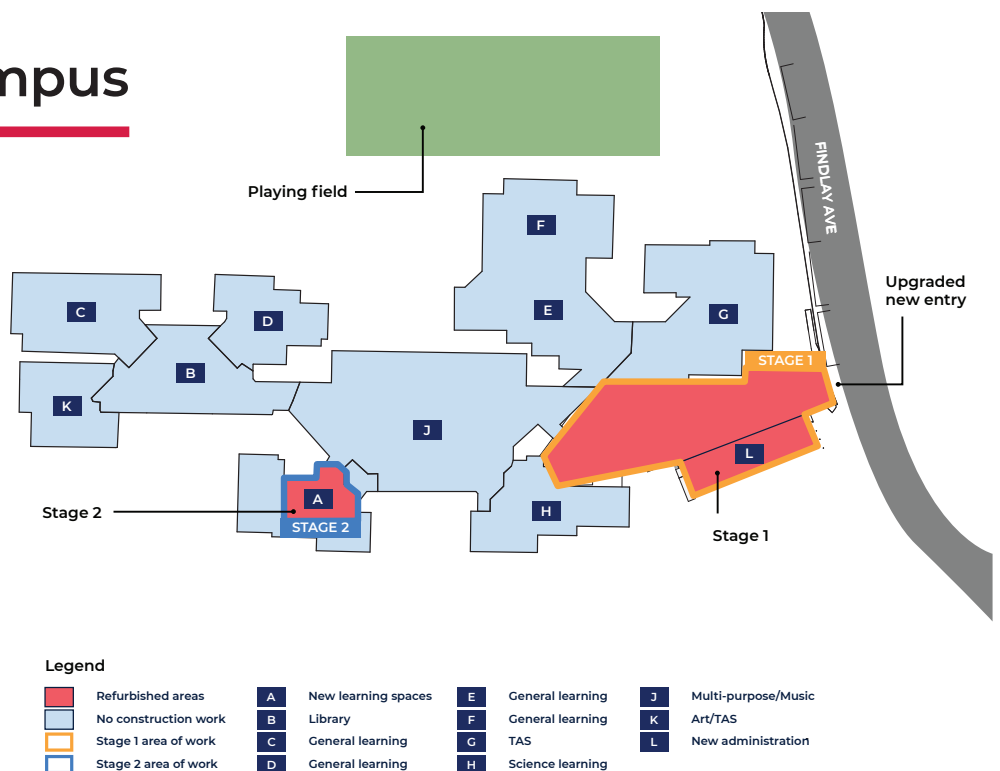 mpus
Playing field
FINDLAY AVE
Upgraded
new entry
F
E
G
C
D
B
K
J
STAGE 1
L
A
STAGE 2
H
Stage 2
Stage 1
Legend
Refurbished areas
No construction work
Stage 1 area of work
Stage 2 area of work
A New learning spaces
B Library
C General learning
D General learning
E General learning
F General learning
G TAS
H Science learning
J Multi-purpose/Music
K Art/TAS
L New administration